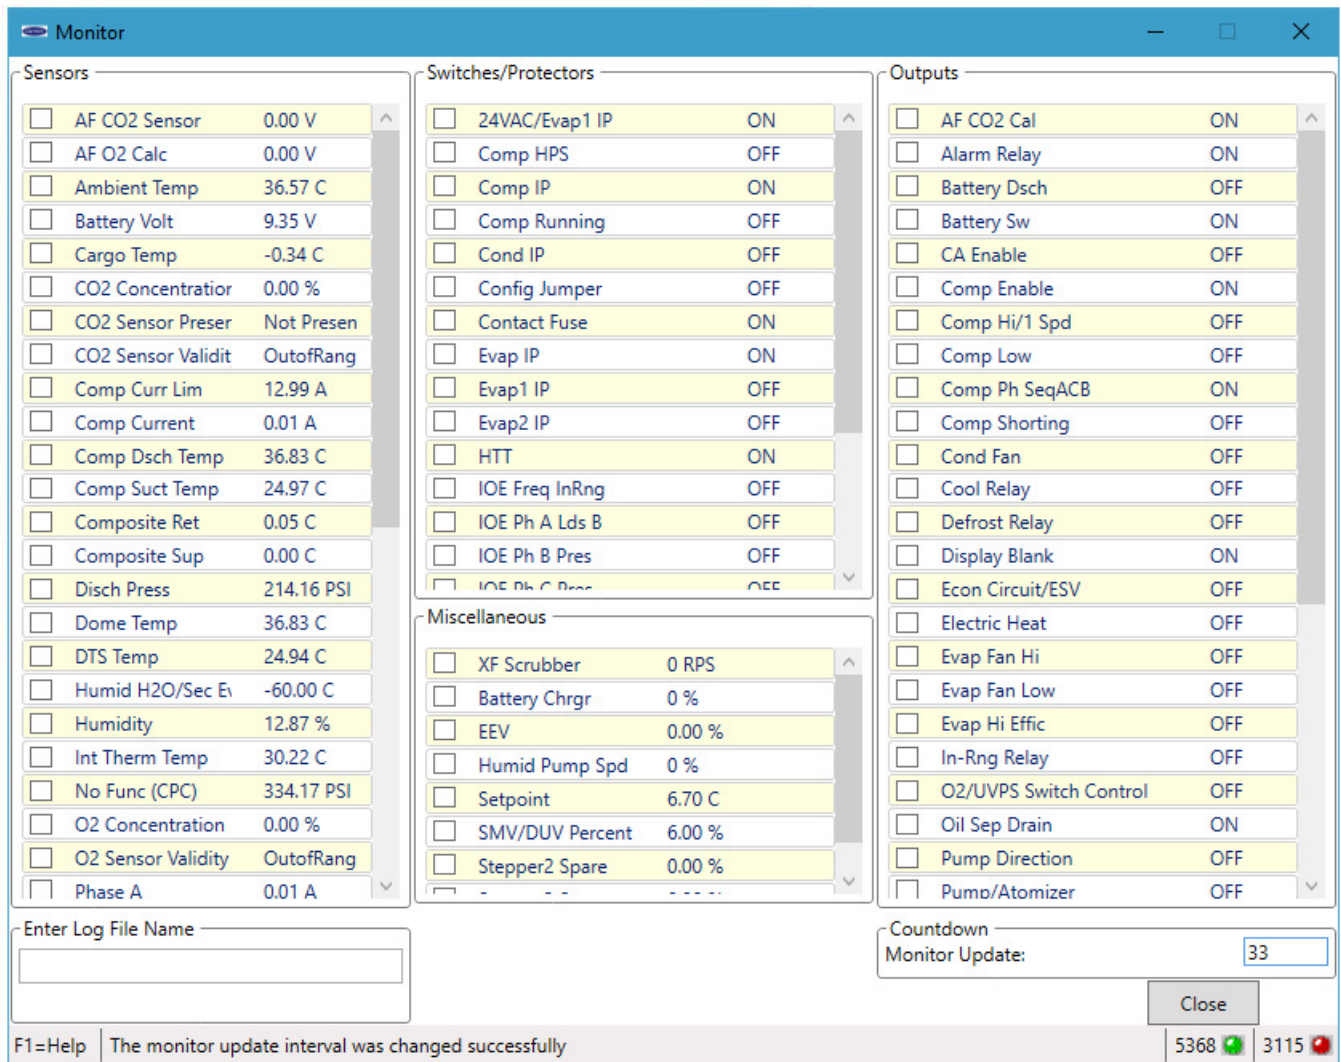 Monitor
Sensors
AF CO2 Sensor 0.00 V
AF O2 Calc 0.00 V
Ambient Temp 36.57 C
Battery Volt 9.35 V
Cargo Temp -0.34 C
CO2 Concentratior 0.00 %
CO2 Sensor Preser Not Presen
CO2 Sensor Validit OutofRang
Comp Curr Lim 12.99 A
Comp Current 0.01 A
Comp Dsch Temp 36.83 C
Comp Suct Temp 24.97 C
Composite Ret 0.05 C
Composite Sup 0.00 C
Disch Press 214.16 PSI
Dome Temp 36.83 C
DTS Temp 24.94 C
Humid H2O/Sec Ev -60.00 C
Humidity 12.87 %
Int Therm Temp 30.22 C
No Func (CPC) 334.17 PSI
O2 Concentration 0.00 %
O2 Sensor Validity OutofRang
Phase A 0.01 A
Enter Log File Name
Switches/Protectors
24VAC/Evap1 IP ON
Comp HPS OFF
Comp IP ON
Comp Running OFF
Cond IP OFF
Config Jumper OFF
Contact Fuse ON
Evap IP ON
Evap1 IP OFF
Evap2 IP OFF
HTT ON
IOE Freq InRng OFF
IOE Ph A Lds B OFF
IOE Ph B Pres OFF
IOE Ph C Pres OFF
Miscellaneous
XF Scrubber 0 RPS
Battery Chrgr 0 %
EEV 0.00 %
Humid Pump Spd 0 %
Setpoint 6.70 C
SMV/DUV Percent 6.00 %
Stepper2 Spare 0.00 %
Outputs
AF CO2 Cal ON
Alarm Relay ON
Battery Dsch OFF
Battery Sw ON
CA Enable OFF
Comp Enable ON
Comp Hi/1 Spd OFF
Comp Low OFF
Comp Ph SeqACB ON
Comp Shorting OFF
Cond Fan OFF
Cool Relay OFF
Defrost Relay OFF
Display Blank ON
Econ Circuit/ESV OFF
Electric Heat OFF
Evap Fan Hi OFF
Evap Fan Low OFF
Evap Hi Effic OFF
In-Rng Relay OFF
O2/UVPS Switch Control OFF
Oil Sep Drain ON
Pump Direction OFF
Pump/Atomizer OFF
Countdown
Monitor Update: 33
Close
F1=Help The monitor update interval was changed successfully 5368 3115